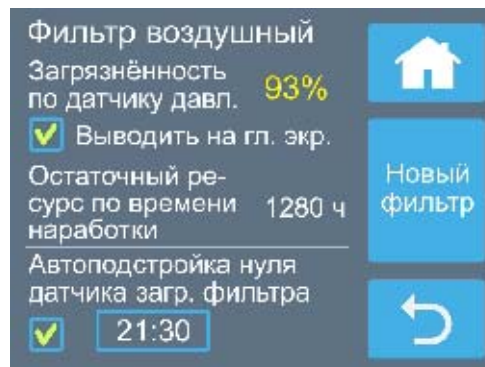 Фильтр воздушный
Загрязнённость
по датчику давл. 93%
Выводить на гл. экр.
Остаточный ре-
сурс по времени 1280 ч
наработки
Автоподстройка нуля
датчика загр. фильтра
21:30
Новый
фильтр